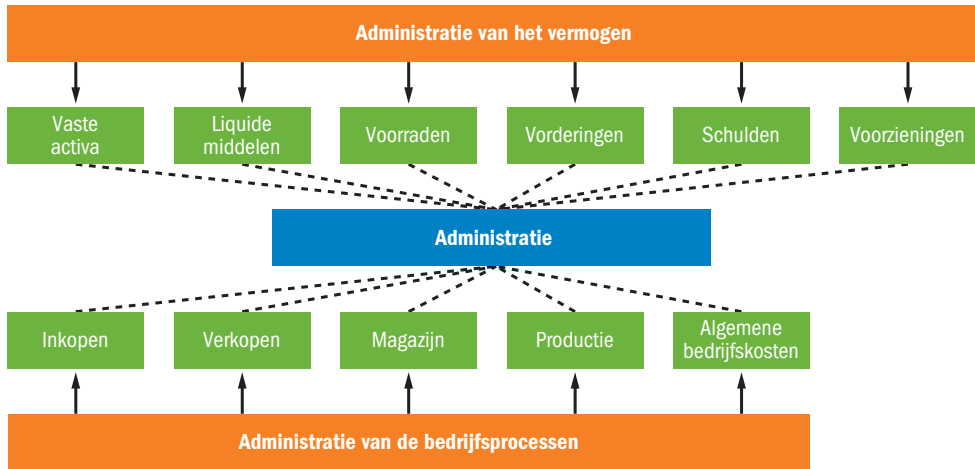 Administratie van het vermogen
Vaste
activa
Liquide
middelen
Voorraden
Vorderingen
Schulden
Voorzieningen
Administratie
Inkopen
Verkopen
Magazijn
Productie
Algemene
bedrijfskosten
Administratie van de bedrijfsprocessen